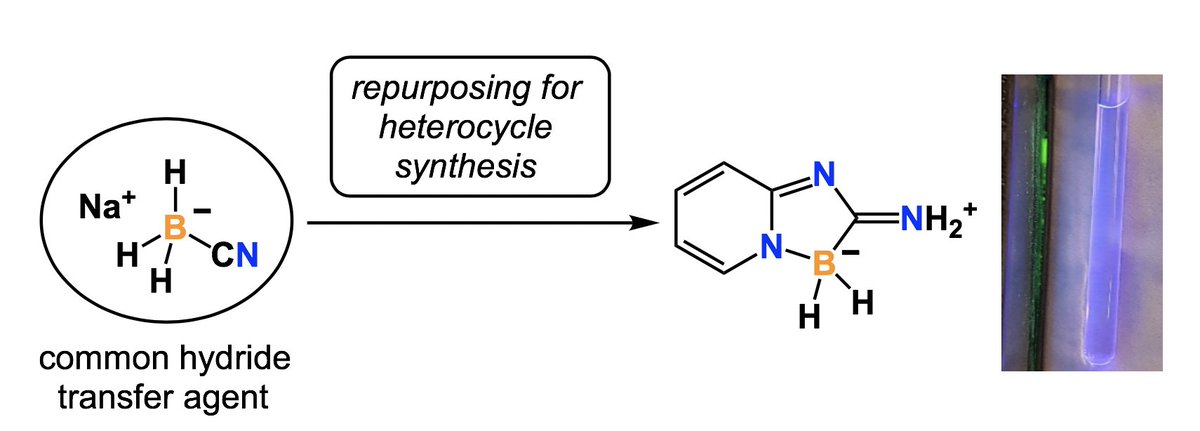 repurposing for
heterocycle
synthesis
H
Na⁺
B⁻
H
CN
H
common hydride
transfer agent
N
NH₂⁺
N
B⁻
H
H